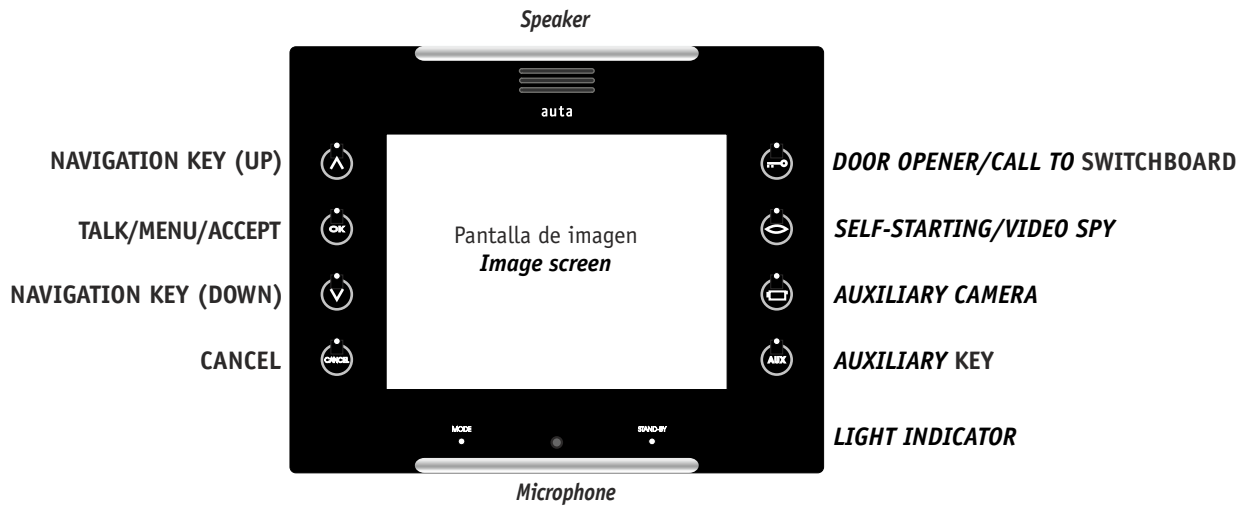 Speaker
auta
NAVIGATION KEY (UP)
DOOR OPENER/CALL TO SWITCHBOARD
TALK/MENU/ACCEPT
OK
Pantalla de imagen
Image screen
SELF-STARTING/VIDEO SPY
NAVIGATION KEY (DOWN)
AUXILIARY CAMERA
CANCEL
CANCEL
AUX
AUXILIARY KEY
MODE
STAND-BY
LIGHT INDICATOR
Microphone